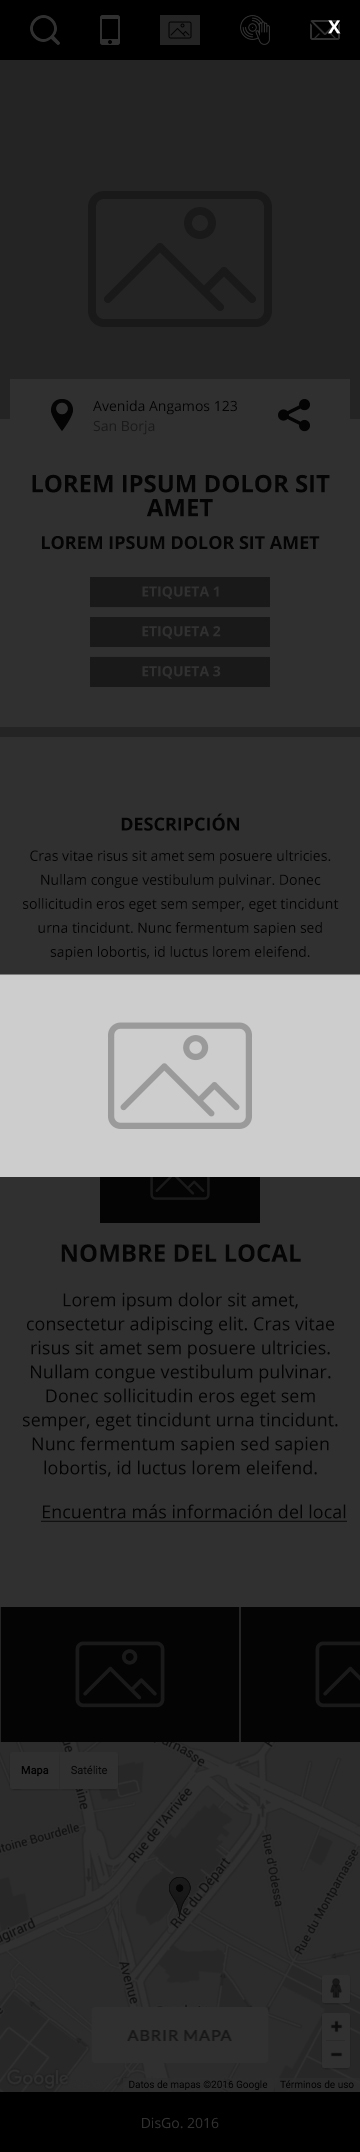 X
Avenida Angamos 123
San Borja
LOREM IPSUM DOLOR SIT
AMET
LOREM IPSUM DOLOR SIT AMET
ETIQUETA 1
ETIQUETA 2
ETIQUETA 3
DESCRIPCIÓN
Cras vitae risus sit amet sem posuere ultricies.
Nullam congue vestibulum pulvinar. Donec
sollicitudin eros eget sem semper, eget tincidunt
urna tincidunt. Nunc fermentum sapien sed
sapien lobortis, id luctus lorem eleifend.
NOMBRE DEL LOCAL
Lorem ipsum dolor sit amet,
consectetur adipiscing elit. Cras vitae
risus sit amet sem posuere ultricies.
Nullam congue vestibulum pulvinar.
Donec sollicitudin eros eget sem
semper, eget tincidunt urna tincidunt.
Nunc fermentum sapien sed sapien
lobortis, id luctus lorem eleifend.
Encuentra más información del local
Mapa Satélite
Rue de l'Arrivée
toine Bourdelle
Rue d'Odessa
Rue du Départ
Rue du Montparnasse
Avenue
ABRIR MAPA
+
−
Google
Datos de mapas ©2016 Google Términos de uso
DisGo. 2016